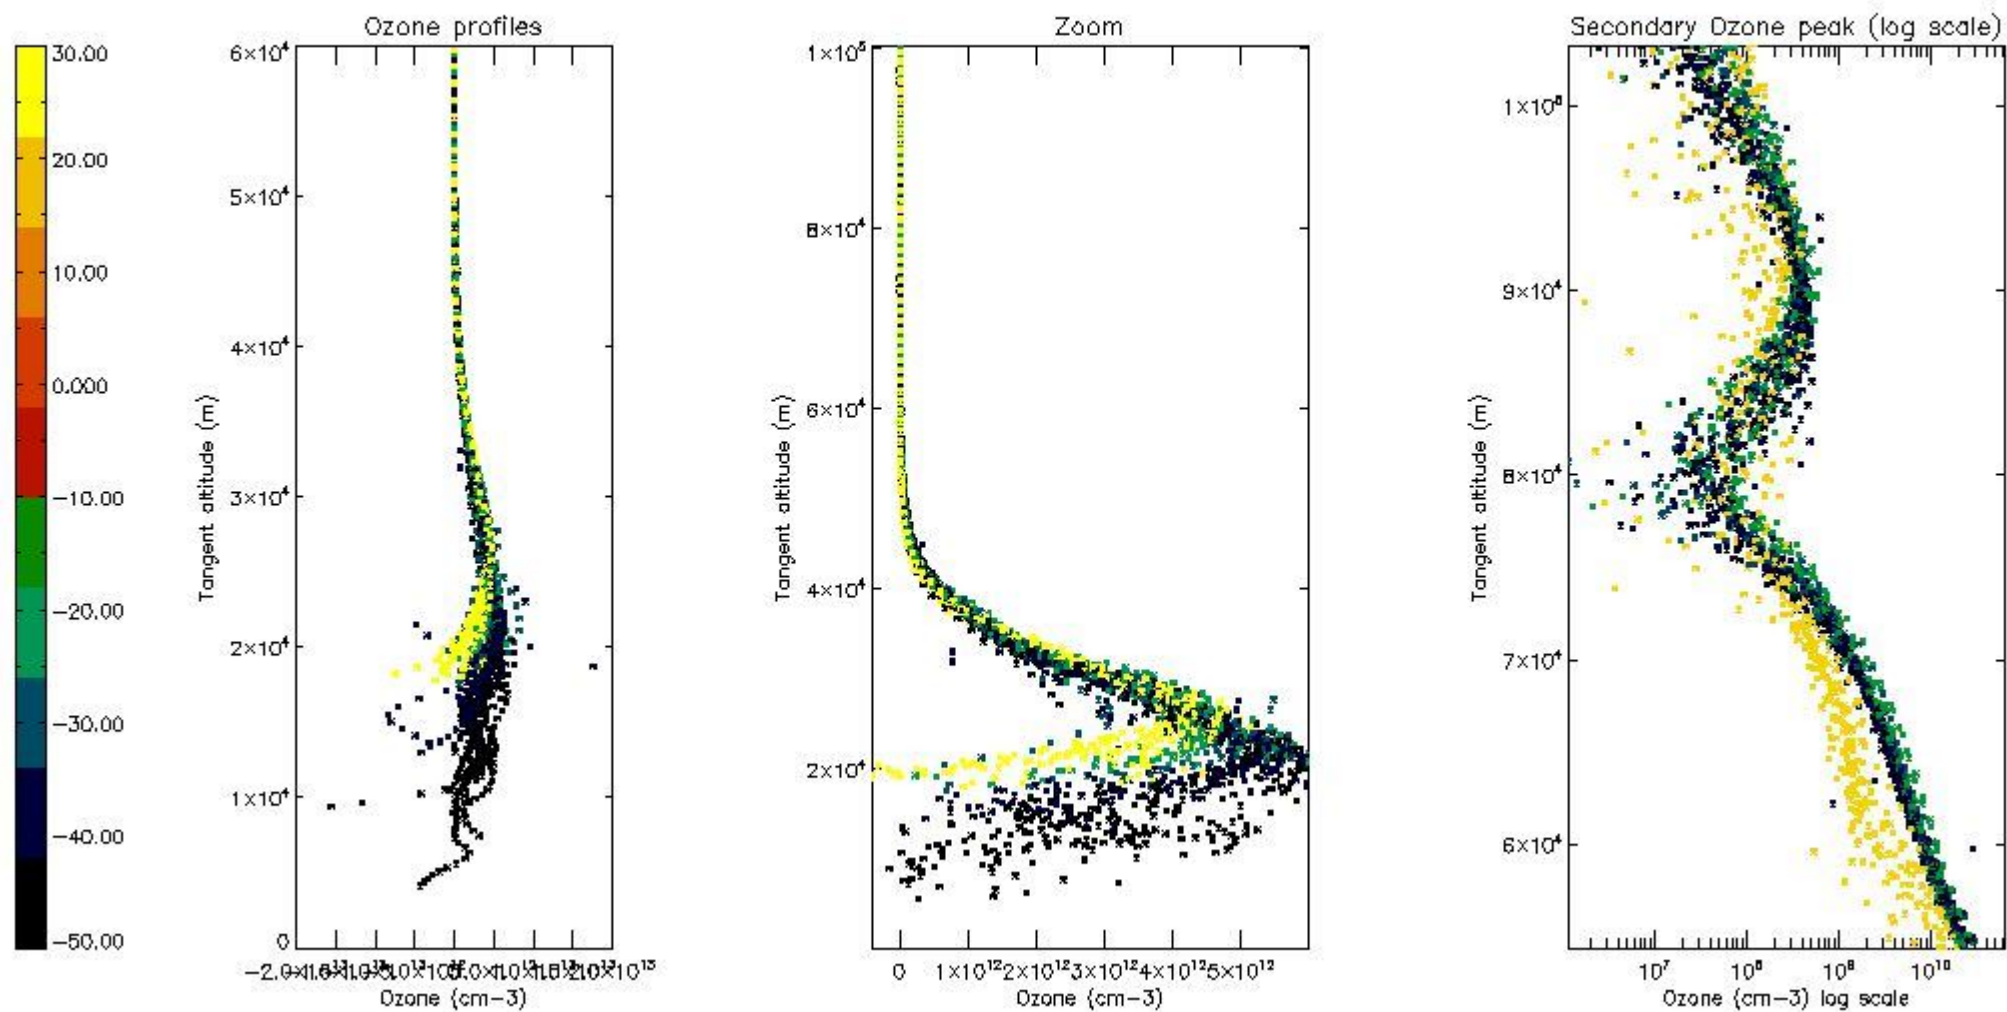 Ozone profiles
Zoom
Secondary Ozone peak (log scale)
30.00
20.00
10.00
0.000
−10.00
−20.00
−30.00
−40.00
−50.00
6×10⁴
5×10⁴
4×10⁴
3×10⁴
2×10⁴
1×10⁴
0
Tangent altitude (m)
Ozone (cm−3)
1×10⁵
8×10⁴
6×10⁴
4×10⁴
2×10⁴
Tangent altitude (m)
0 1×10¹² 2×10¹² 3×10¹² 4×10¹² 5×10¹²
Ozone (cm−3)
9×10⁴
8×10⁴
7×10⁴
6×10⁴
Tangent altitude (m)
10⁷ 10⁸ 10⁹ 10¹⁰
Ozone (cm−3) log scale